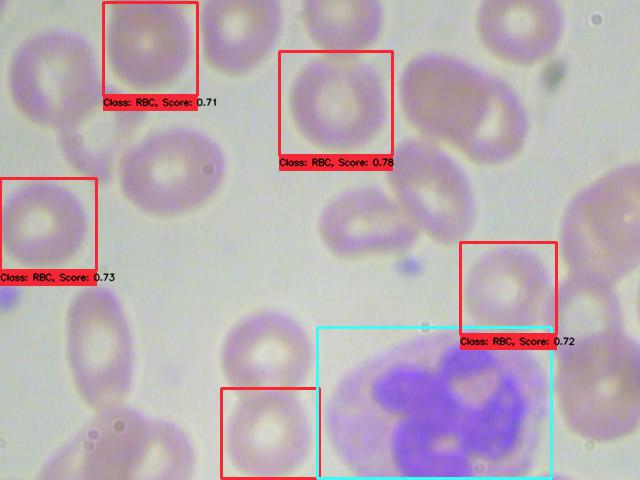 Class: RBC, Score: 0.71
Class: RBC, Score: 0.78
Class: RBC, Score: 0.73
Class: RBC, Score: 0.72